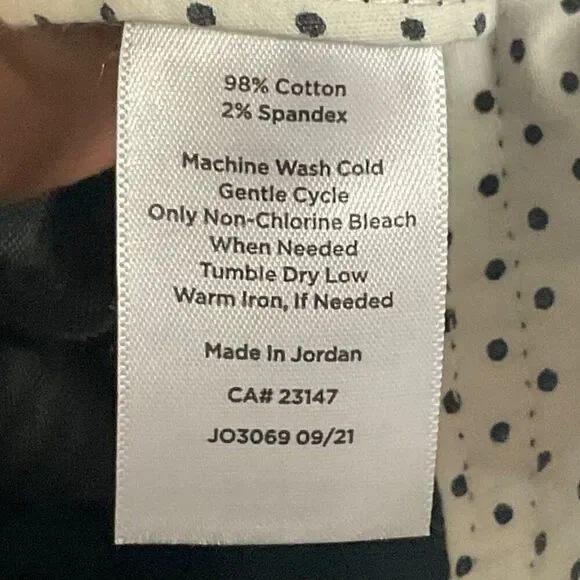 98% Cotton
2% Spandex
Machine Wash Cold
Gentle Cycle
Only Non-Chlorine Bleach
When Needed
Tumble Dry Low
Warm Iron, If Needed
Made In Jordan
CA# 23147
JO3069 09/21